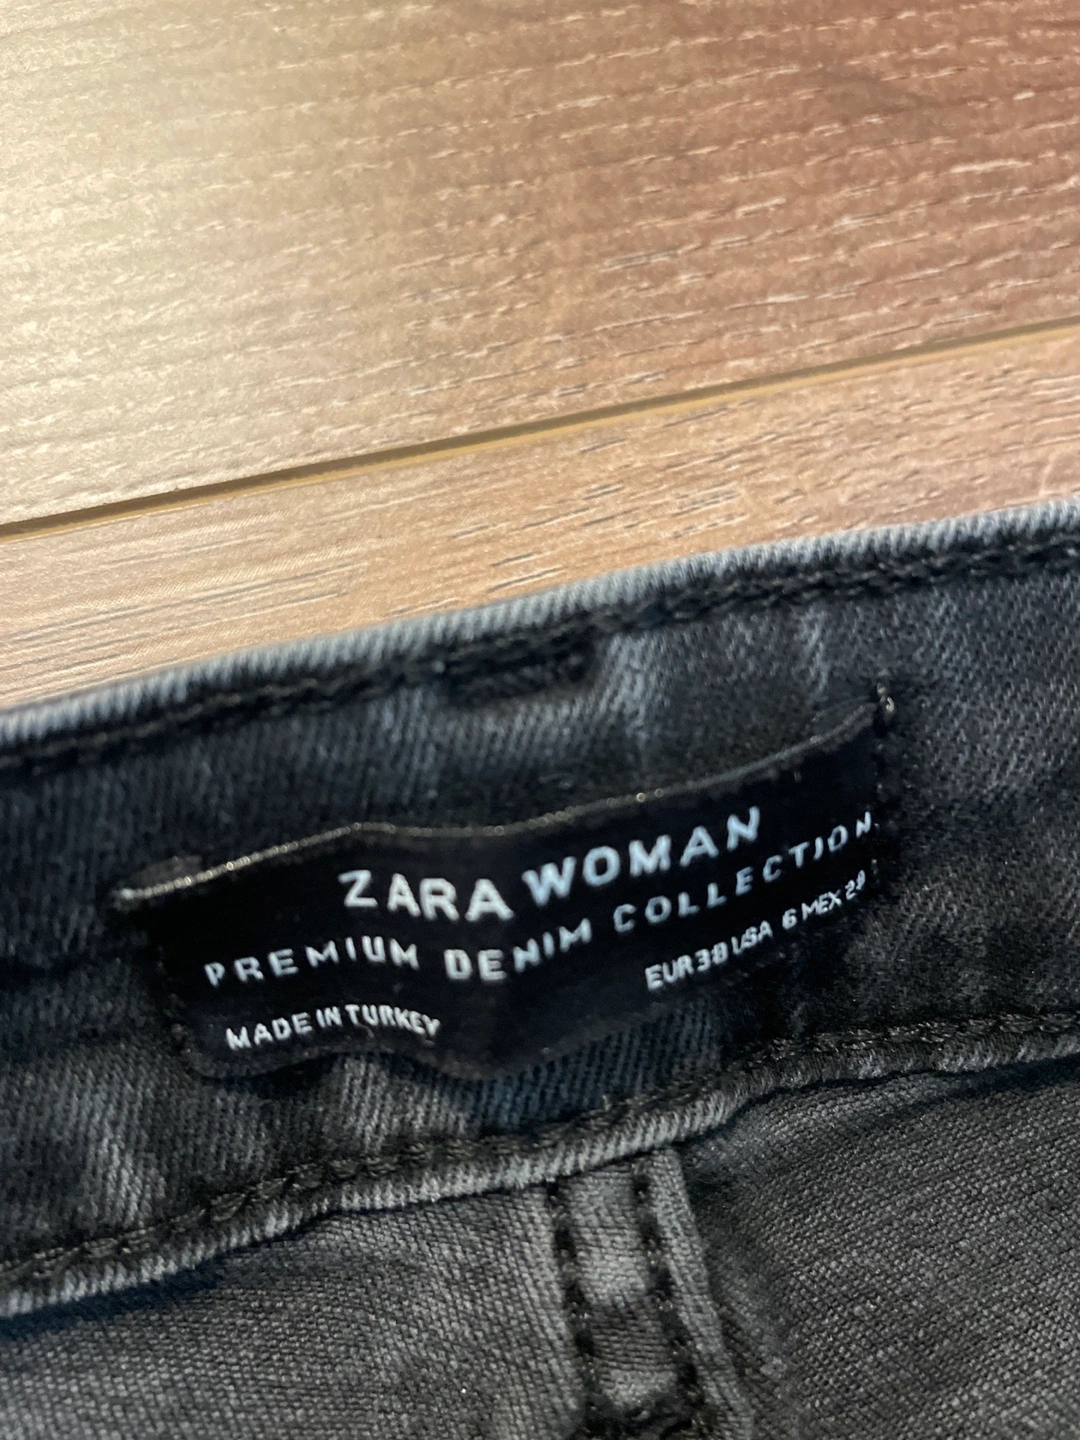 ZARA WOMAN
PREMIUM DENIM COLLECTION
MADE IN TURKEY
EUR 38 USA 6 MEX 28